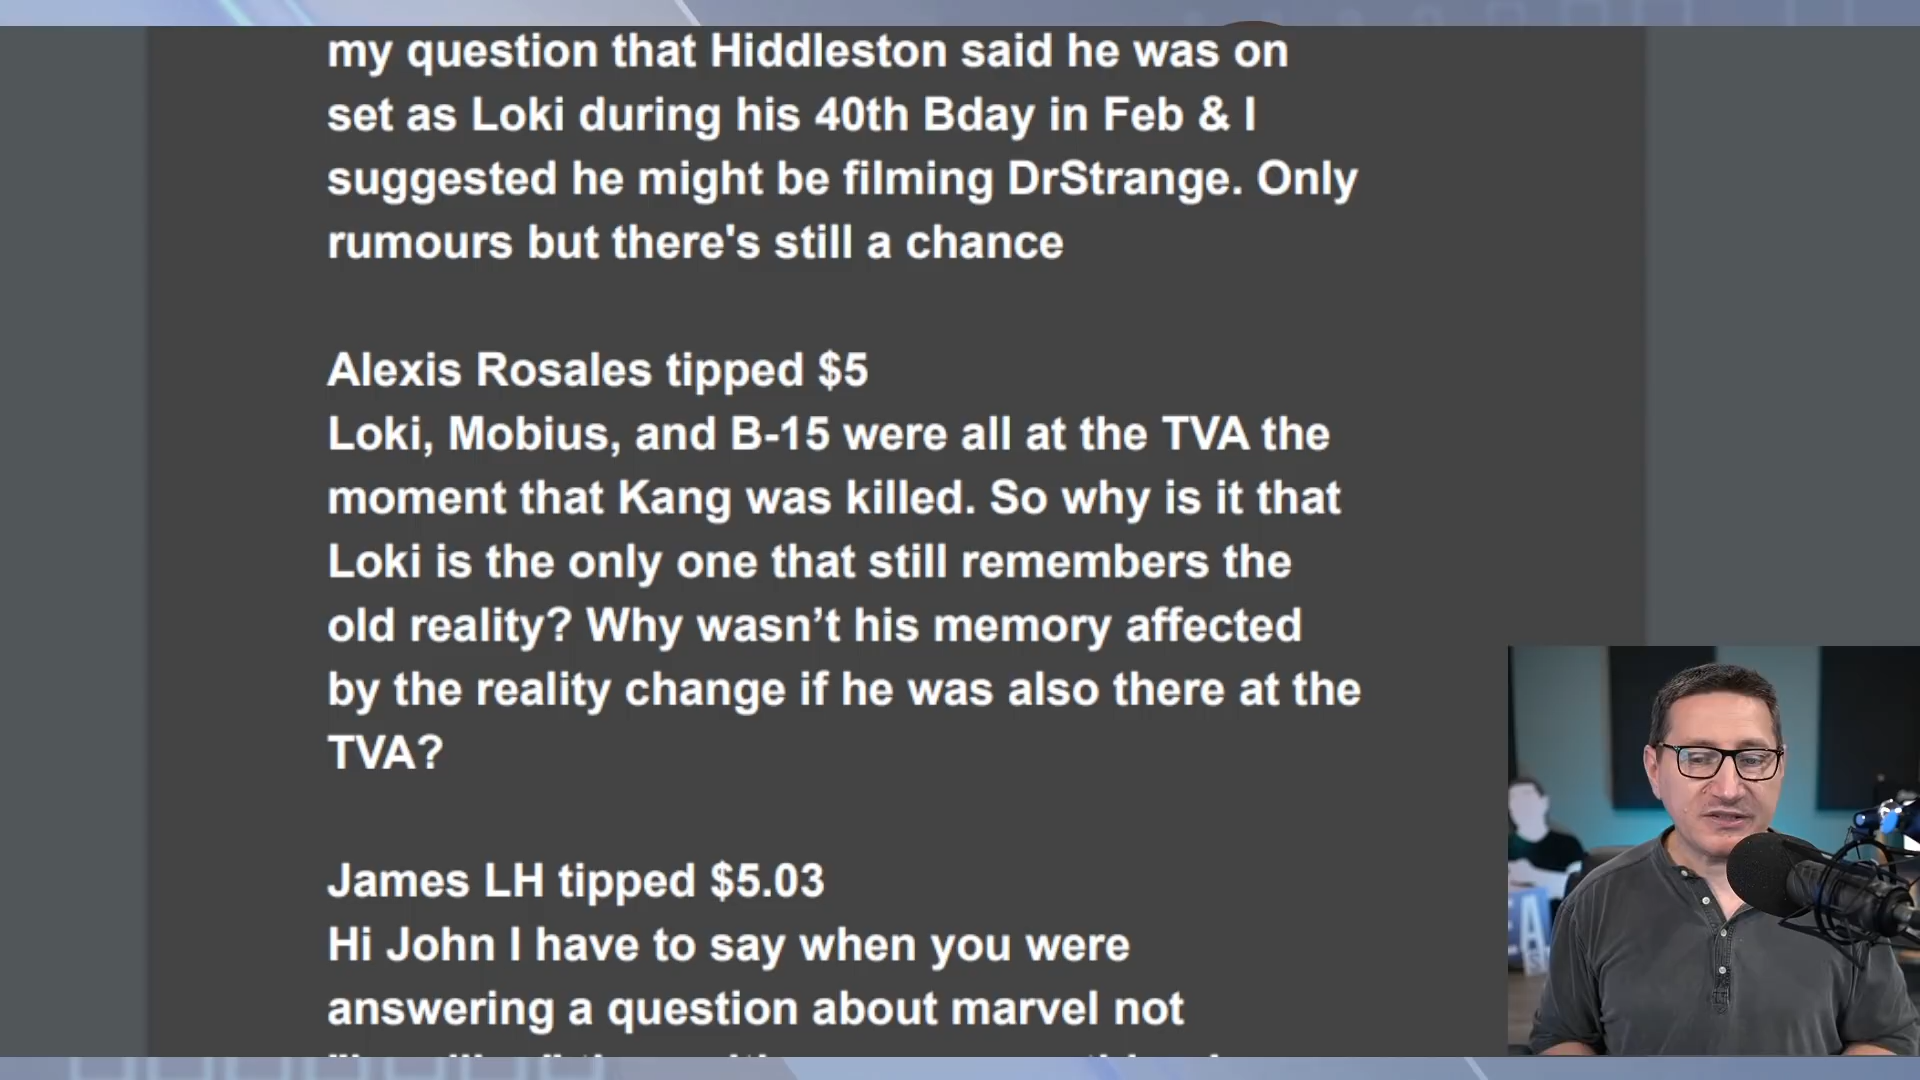 my question that Hiddleston said he was on
set as Loki during his 40th Bday in Feb & I
suggested he might be filming DrStrange. Only
rumours but there's still a chance
Alexis Rosales tipped $5
Loki, Mobius, and B-15 were all at the TVA the
moment that Kang was killed. So why is it that
Loki is the only one that still remembers the
old reality? Why wasn’t his memory affected
by the reality change if he was also there at the
TVA?
James LH tipped $5.03
Hi John I have to say when you were
answering a question about marvel not